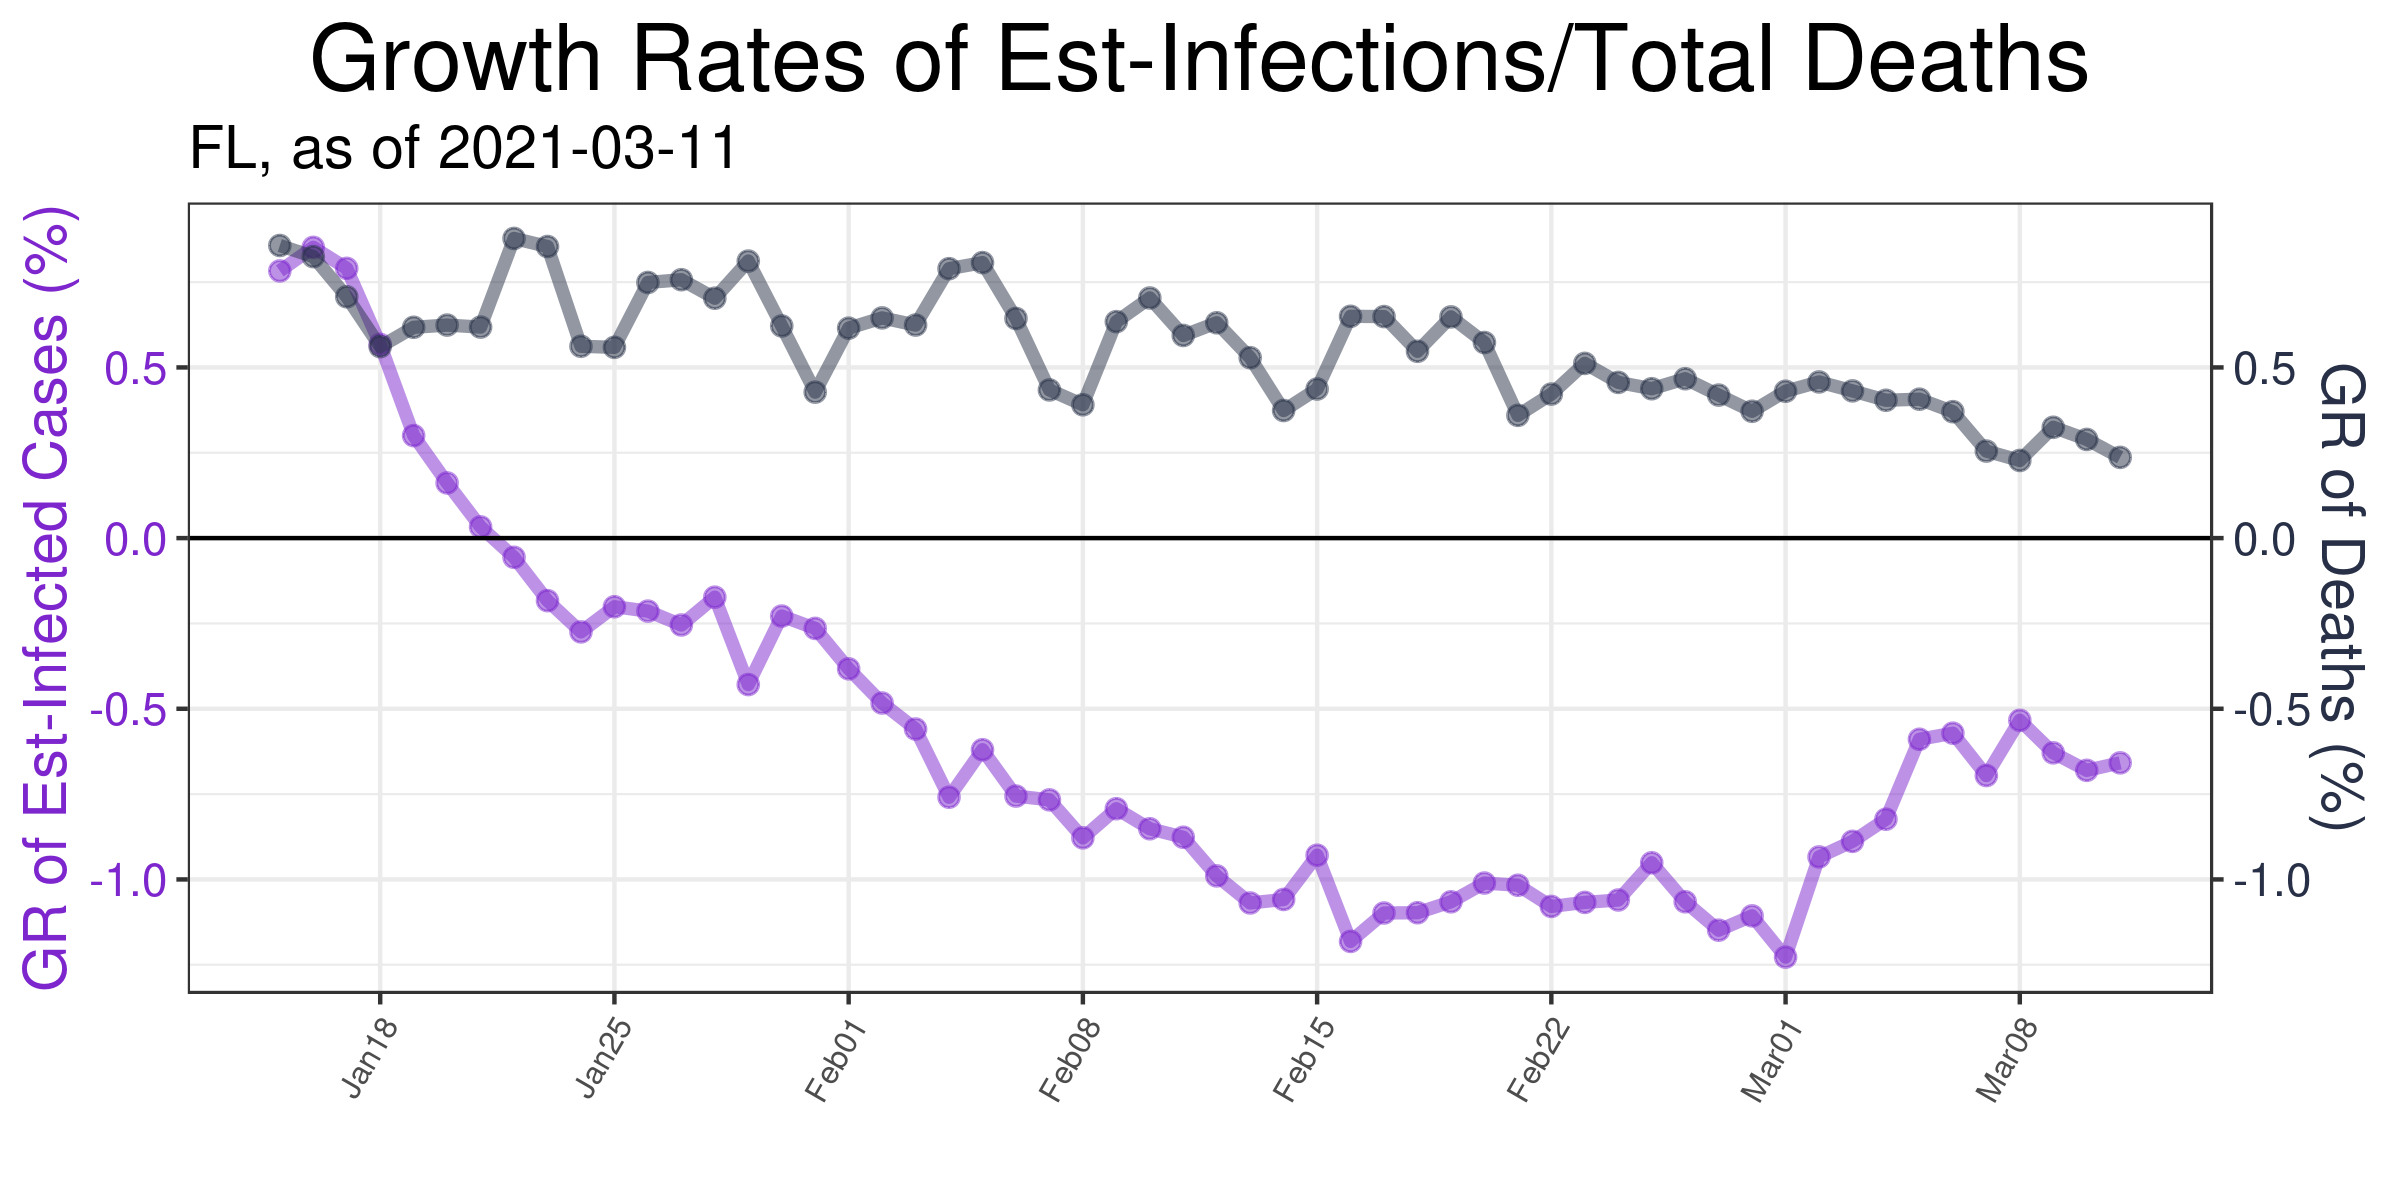 Growth Rates of Est-Infections/Total Deaths
FL, as of 2021-03-11
GR of Est-Infected Cases (%)
0.5
0.0
-0.5
-1.0
0.5
0.0
-0.5
-1.0
GR of Deaths (%)
Jan18
Jan25
Feb01
Feb08
Feb15
Feb22
Mar01
Mar08